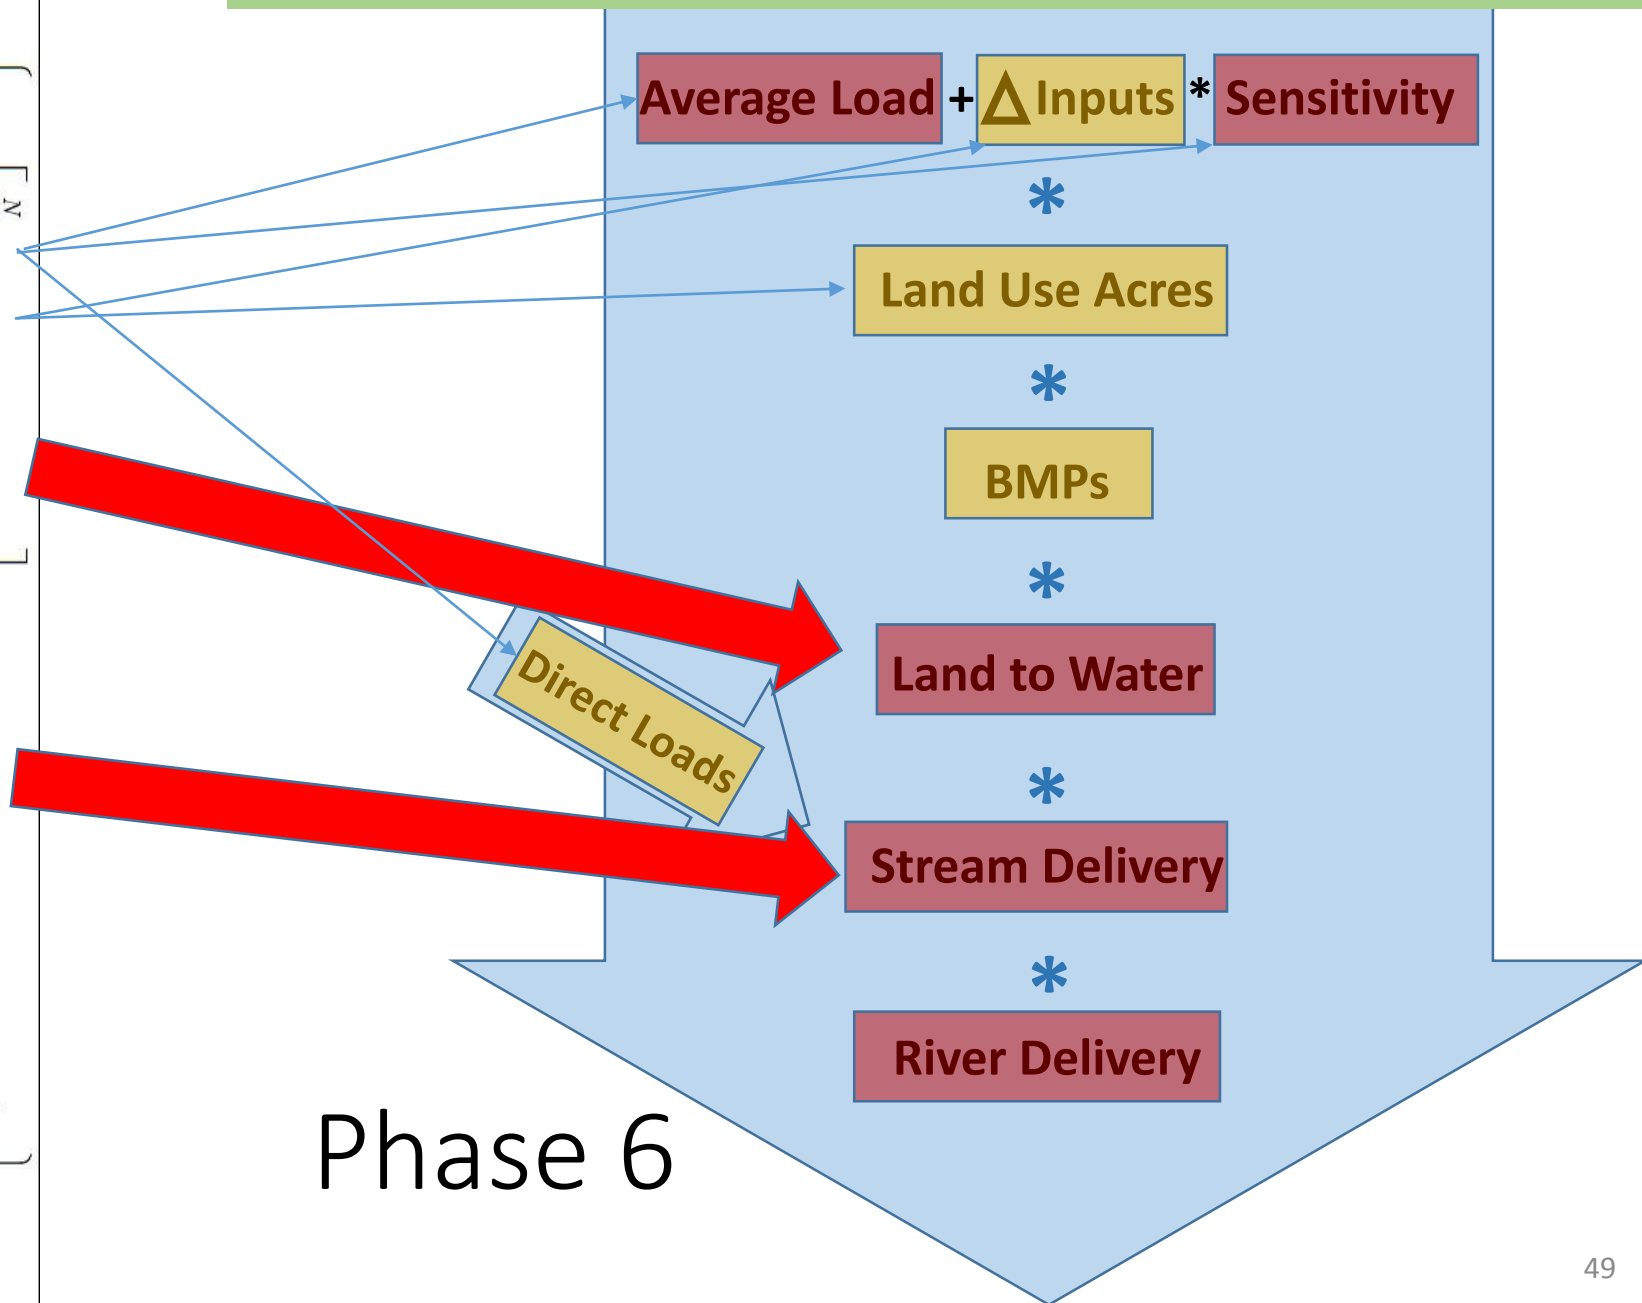 Average Load + Δ Inputs * Sensitivity
*
Land Use Acres
*
BMPs
*
Land to Water
Direct Loads
*
Stream Delivery
*
River Delivery
Phase 6
N
49